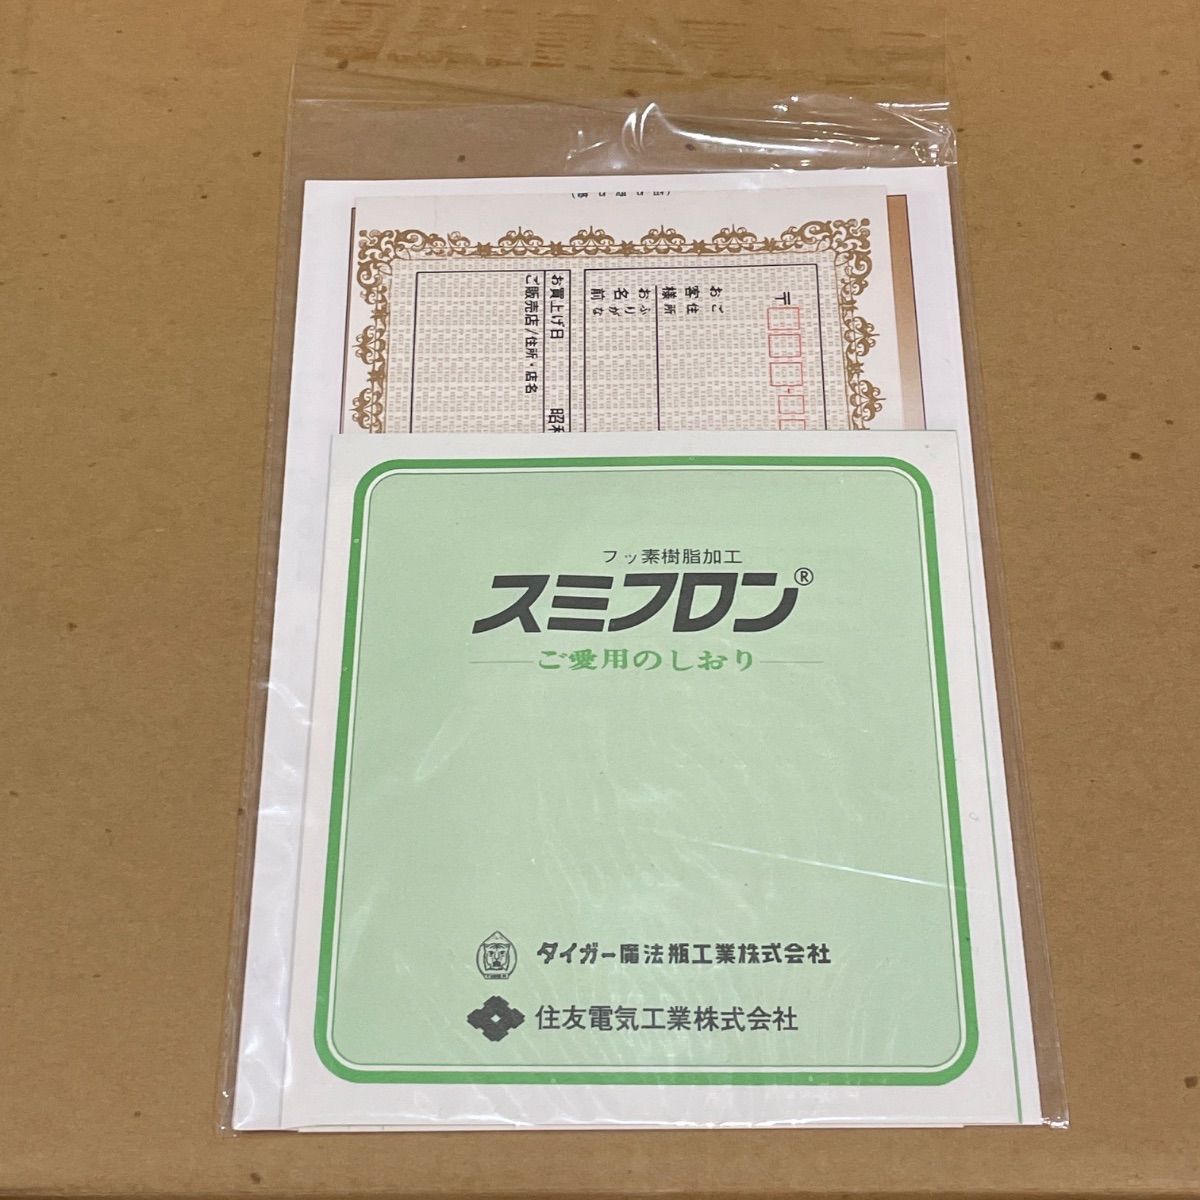 〒
ご住所
お客様
おふりがな
お名前
お買上げ日 昭和
ご販売店/住所・店名
フッ素樹脂加工
スミフロン®
ご愛用のしおり
タイガー魔法瓶工業株式会社
住友電気工業株式会社